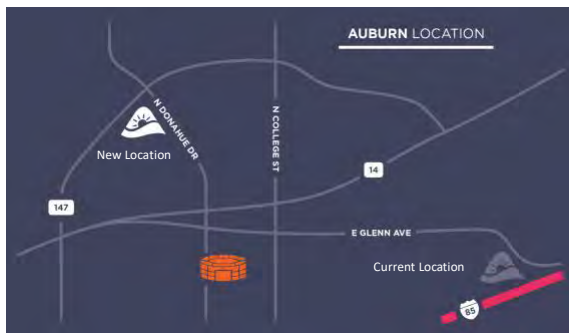 AUBURN LOCATION
N DONAHUE DR
N COLLEGE ST
New Location
14
147
E GLENN AVE
Current Location
85